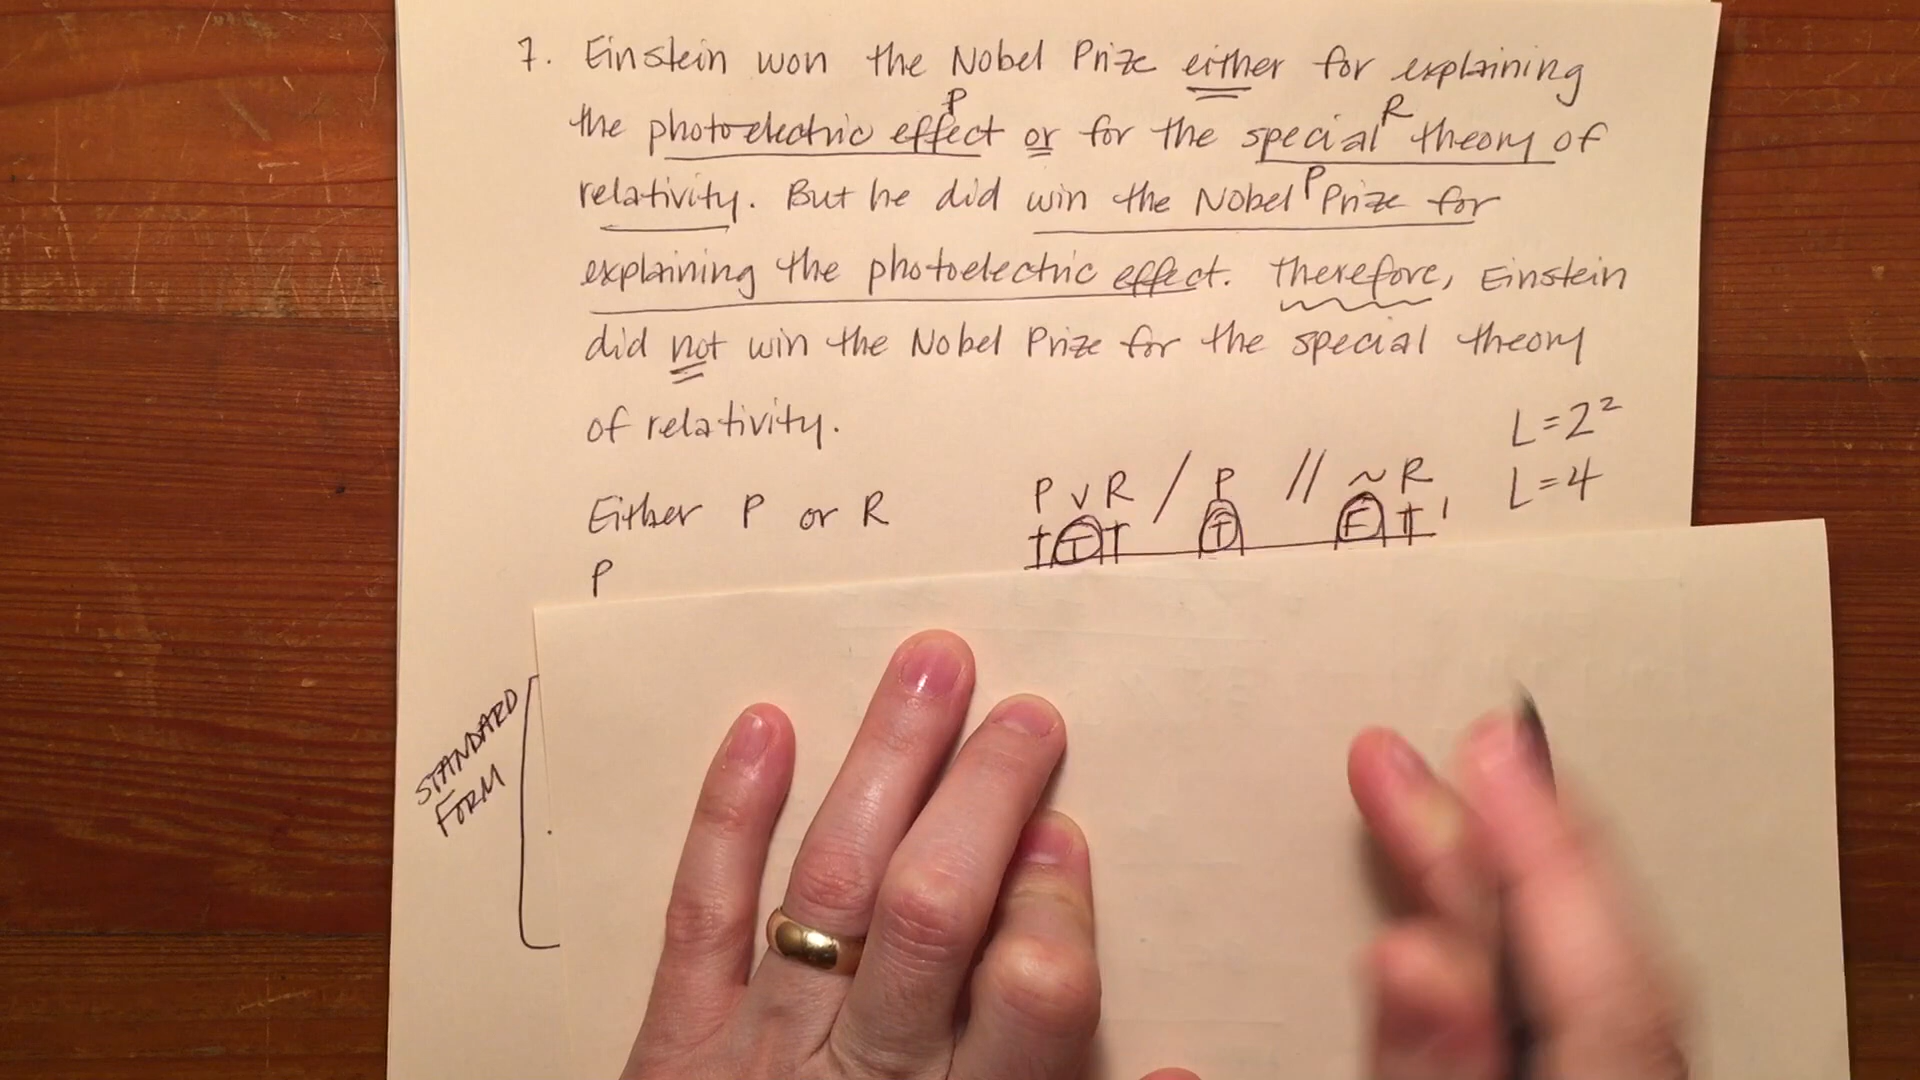 7. Einstein won the Nobel Prize either for explaining
P R
the photoelectric effect or for the special theory of
P
relativity. But he did win the Nobel Prize for
explaining the photoelectric effect. Therefore, Einstein
did not win the Nobel Prize for the special theory
of relativity.
L=2²
P v R / P // ~ R L=4
Either P or R
T T T T F T 1
P
STANDARD
FORM